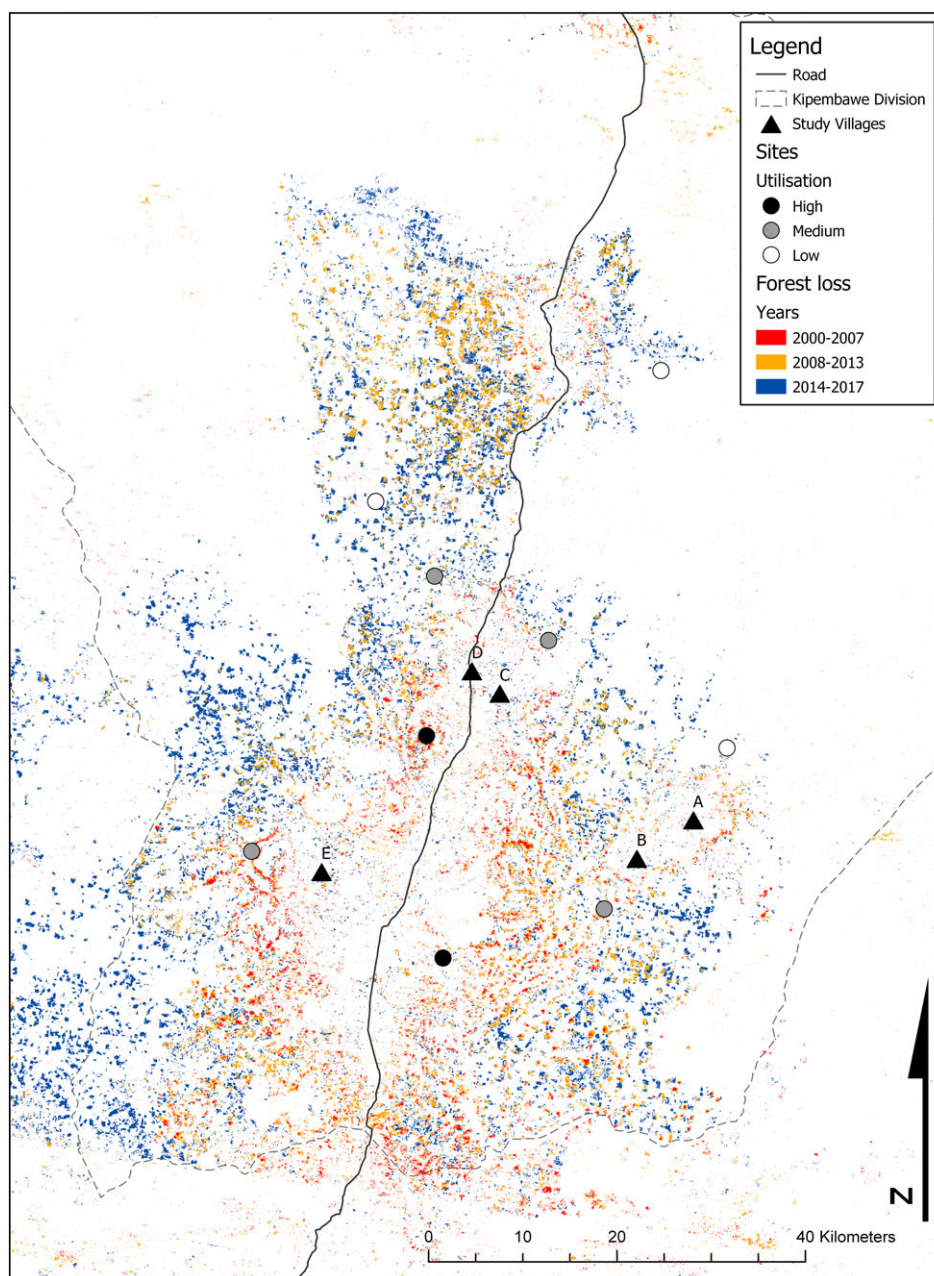 Legend
Road
Kipembawe Division
Study Villages
Sites
Utilisation
High
Medium
Low
Forest loss
Years
2000-2007
2008-2013
2014-2017
D
C
A
B
E
N
0 10 20 40 Kilometers